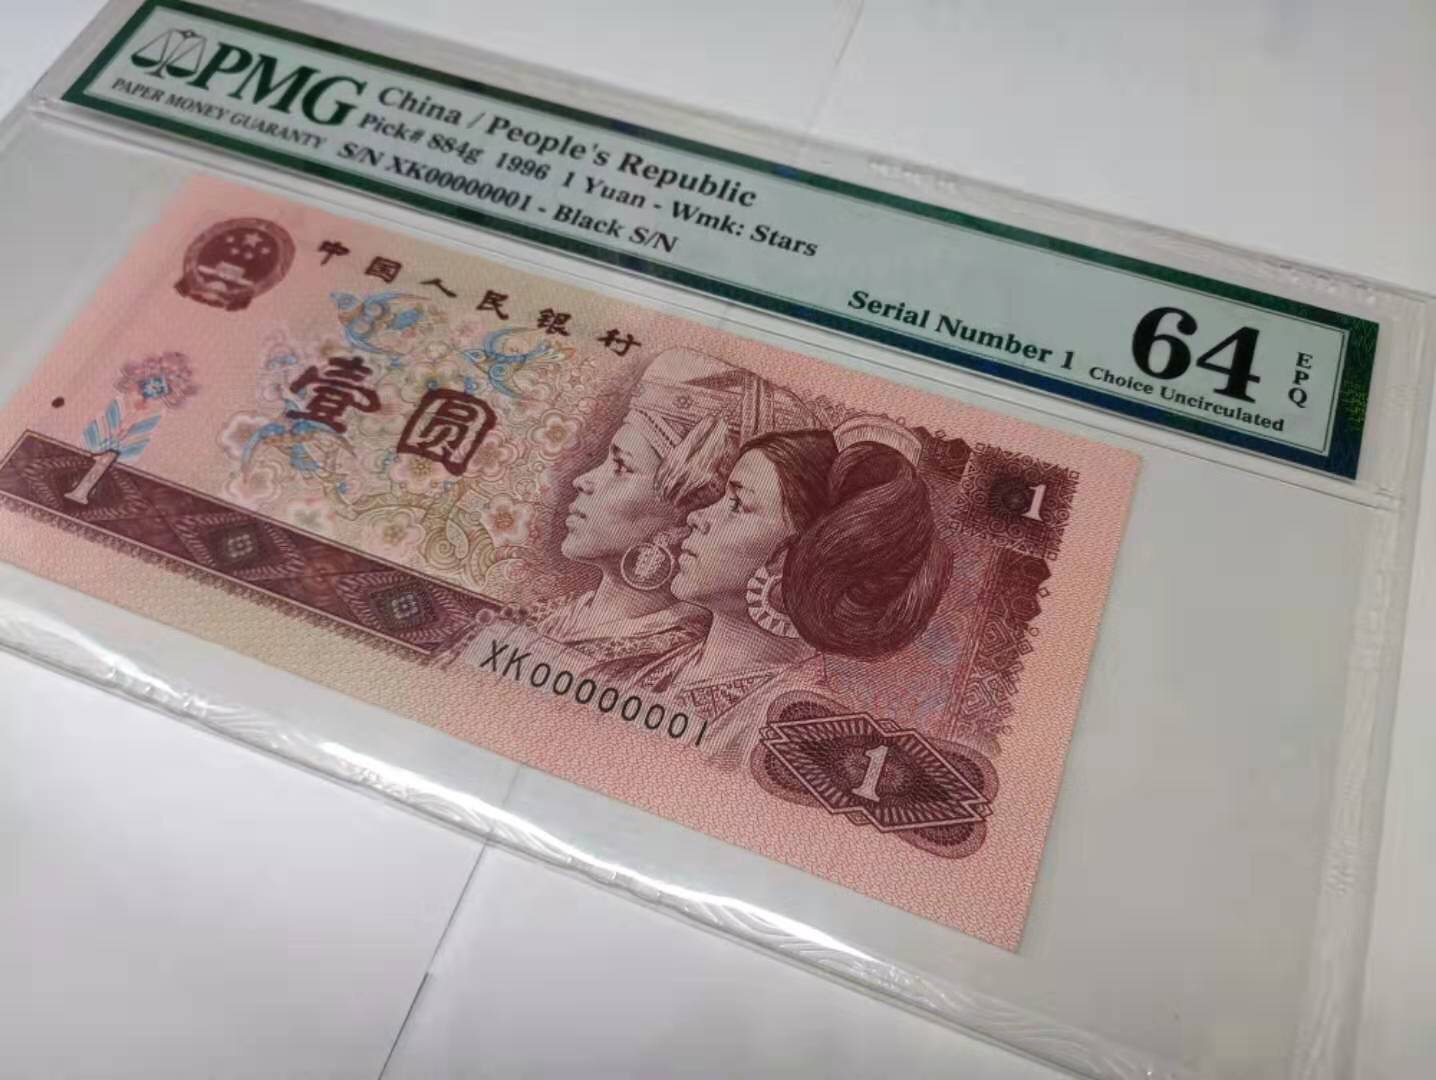 PMG
PAPER MONEY GUARANTY
China / People's Republic
Pick# 884g 1996 1 Yuan - Wmk: Stars
S/N XK00000001 - Black S/N
Serial Number 1
64
EPQ
Choice Uncirculated
中国人民银行
壹圆
1
1
XK00000001
1